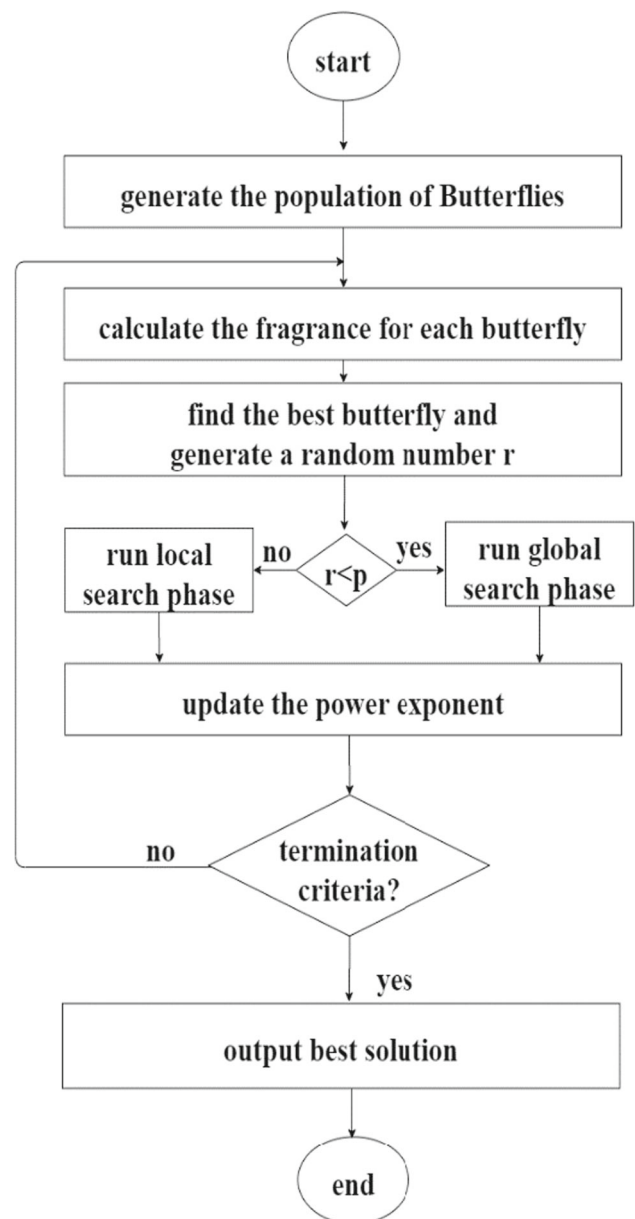 start
generate the population of Butterflies
calculate the fragrance for each butterfly
find the best butterfly and
generate a random number r
run local
search phase
no
r<p
yes
run global
search phase
update the power exponent
no
termination
criteria?
yes
output best solution
end